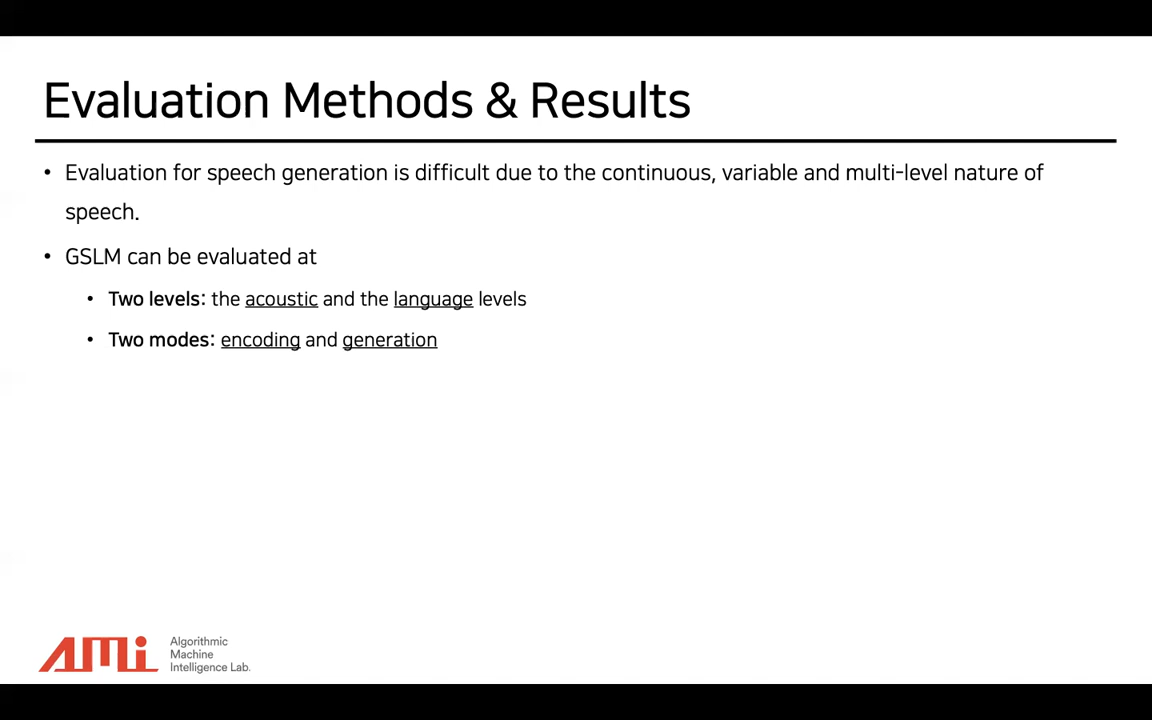 Evaluation Methods & Results
• Evaluation for speech generation is difficult due to the continuous, variable and multi-level nature of
speech.
• GSLM can be evaluated at
• Two levels: the acoustic and the language levels
• Two modes: encoding and generation
AMi
Algorithmic
Machine
Intelligence Lab.